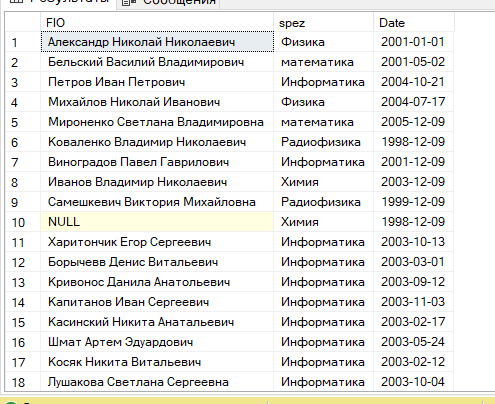 Результаты Сообщения
FIO spez Date
1 Александр Николай Николаевич Физика 2001-01-01
2 Бельский Василий Владимирович математика 2001-05-02
3 Петров Иван Петрович Информатика 2004-10-21
4 Михайлов Николай Иванович Физика 2004-07-17
5 Мироненко Светлана Владимировна математика 2005-12-09
6 Коваленко Владимир Николаевич Радиофизика 1998-12-09
7 Виноградов Павел Гаврилович Информатика 2001-12-09
8 Иванов Владимир Николаевич Химия 2003-12-09
9 Самешкевич Виктория Михайловна Радиофизика 1999-12-09
10 NULL Химия 1998-12-09
11 Харитончик Егор Сергеевич Информатика 2003-10-13
12 Борычевв Денис Витальевич Информатика 2003-03-01
13 Кривонос Данила Анатольевич Информатика 2003-09-12
14 Капитанов Иван Сергеевич Информатика 2003-11-03
15 Касинский Никита Анатальевич Информатика 2003-02-17
16 Шмат Артем Эдуардович Информатика 2003-05-24
17 Косяк Никита Витальевич Информатика 2003-02-12
18 Лушакова Светлана Сергеевна Информатика 2003-10-04